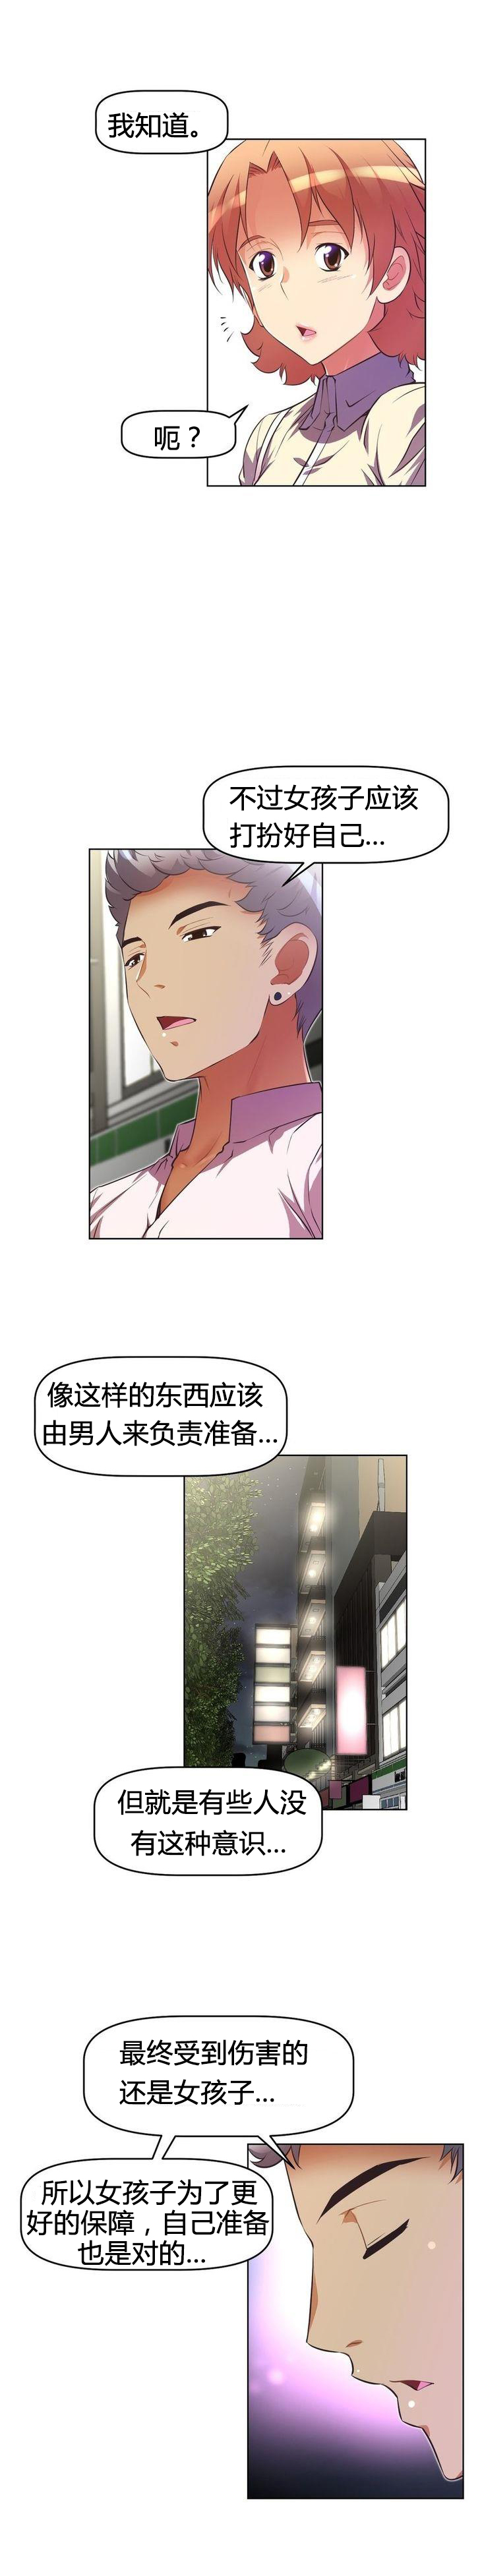 我知道。
呃？
不过女孩子应该
打扮好自己...
像这样的东西应该
由男人来负责准备...
但就是有些人没
有这种意识...
最终受到伤害的
还是女孩子...
所以女孩子为了更
好的保障，自己准备
也是对的...